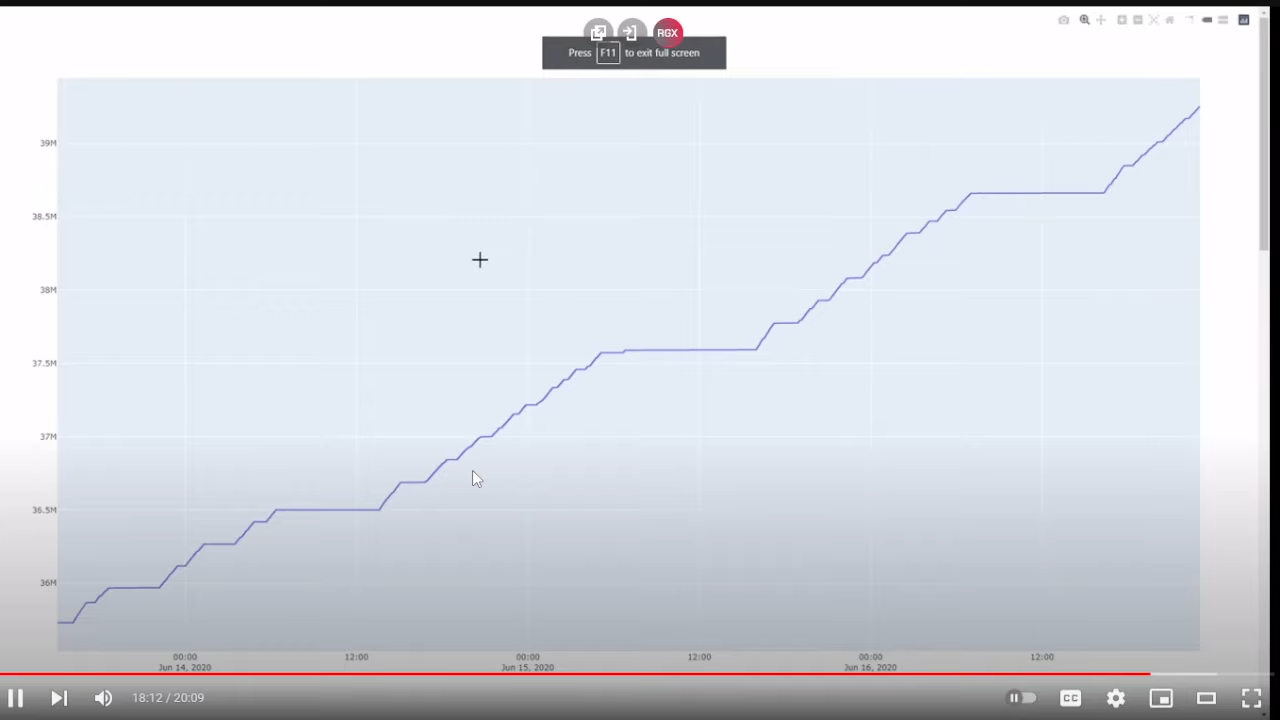 RGX
Press F11 to exit full screen
39M
38.5M
38M
37.5M
37M
36.5M
36M
00:00 12:00 00:00 12:00 00:00 12:00
Jun 14, 2020 Jun 15, 2020 Jun 16, 2020
18:12 / 20:09
CC